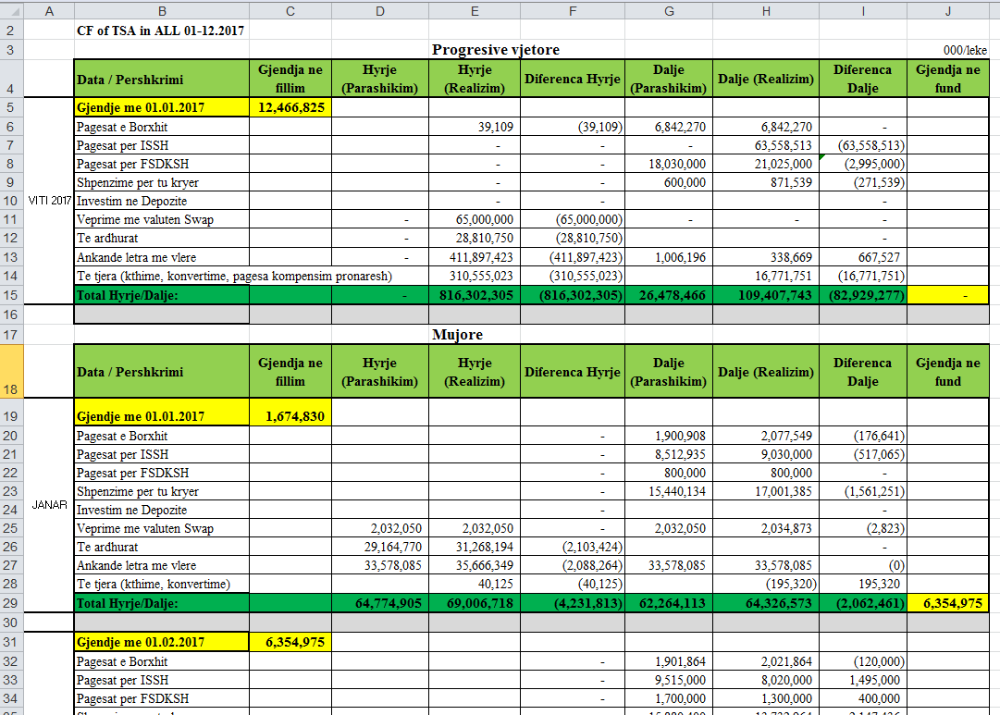 A B C D E F G H I J
2 CF of TSA in ALL 01-12.2017
3 Progresive vjetore 000/leke
4 Data / Pershkrimi Gjendja ne fillim Hyrje (Parashikim) Hyrje (Realizim) Diferenca Hyrje Dalje (Parashikim) Dalje (Realizim) Diferenca Dalje Gjendja ne fund
5 Gjendje me 01.01.2017 12,466,825
6 Pagesat e Borxhit 39,109 (39,109) 6,842,270 6,842,270 -
7 Pagesat per ISSH - - - 63,558,513 (63,558,513)
8 Pagesat per FSDKSH - - 18,030,000 21,025,000 (2,995,000)
9 Shpenzime per tu kryer - - 600,000 871,539 (271,539)
10 VITI 2017 Investim ne Depozite - - -
11 Veprime me valuten Swap - 65,000,000 (65,000,000) - - -
12 Te ardhurat - 28,810,750 (28,810,750) -
13 Ankande letra me vlere - 411,897,423 (411,897,423) 1,006,196 338,669 667,527
14 Te tjera (kthime, konvertime, pagesa kompensim pronaresh) 310,555,023 (310,555,023) 16,771,751 (16,771,751)
15 Total Hyrje/Dalje: - 816,302,305 (816,302,305) 26,478,466 109,407,743 (82,929,277) -
16
17 Mujore
18 Data / Pershkrimi Gjendja ne fillim Hyrje (Parashikim) Hyrje (Realizim) Diferenca Hyrje Dalje (Parashikim) Dalje (Realizim) Diferenca Dalje Gjendja ne fund
19 Gjendje me 01.01.2017 1,674,830
20 Pagesat e Borxhit - 1,900,908 2,077,549 (176,641)
21 Pagesat per ISSH - 8,512,935 9,030,000 (517,065)
22 Pagesat per FSDKSH - 800,000 800,000 -
23 Shpenzime per tu kryer - 15,440,134 17,001,385 (1,561,251)
24 JANAR Investim ne Depozite - -
25 Veprime me valuten Swap 2,032,050 2,032,050 - 2,032,050 2,034,873 (2,823)
26 Te ardhurat 29,164,770 31,268,194 (2,103,424) -
27 Ankande letra me vlere 33,578,085 35,666,349 (2,088,264) 33,578,085 33,578,085 (0)
28 Te tjera (kthime, konvertime) 40,125 (40,125) (195,320) 195,320
29 Total Hyrje/Dalje: 64,774,905 69,006,718 (4,231,813) 62,264,113 64,326,573 (2,062,461) 6,354,975
30
31 Gjendje me 01.02.2017 6,354,975
32 Pagesat e Borxhit - 1,901,864 2,021,864 (120,000)
33 Pagesat per ISSH - 9,515,000 8,020,000 1,495,000
34 Pagesat per FSDKSH - 1,700,000 1,300,000 400,000